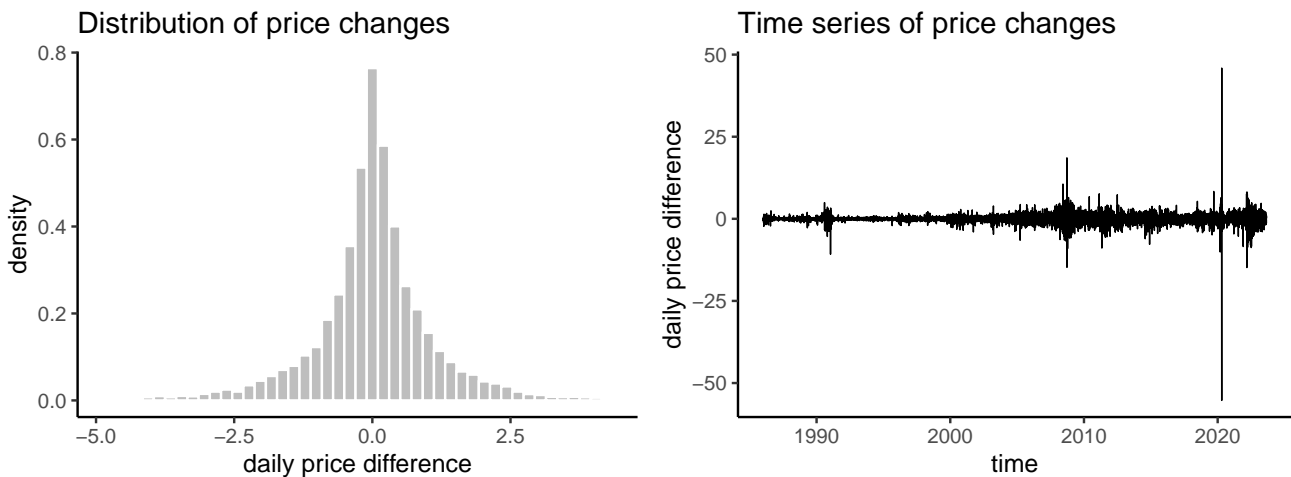 Distribution of price changes
0.8
0.6
0.4
0.2
0.0
density
−5.0 −2.5 0.0 2.5
daily price difference
Time series of price changes
50
25
0
−25
−50
daily price difference
1990 2000 2010 2020
time